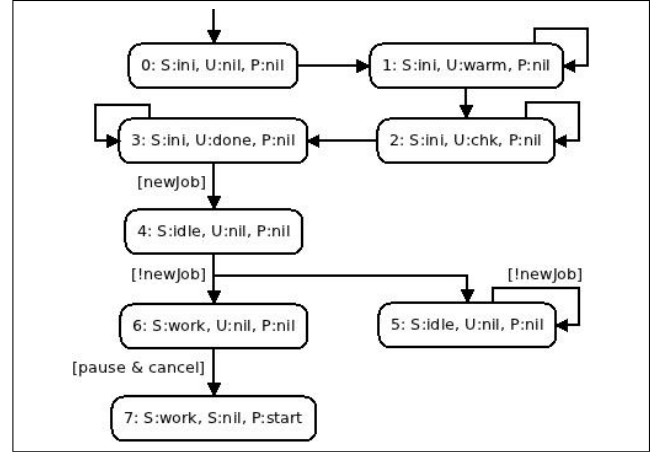 0: S:ini, U:nil, P:nil
1: S:ini, U:warm, P:nil
3: S:ini, U:done, P:nil
2: S:ini, U:chk, P:nil
[newJob]
4: S:idle, U:nil, P:nil
[!newJob]
[!newJob]
6: S:work, U:nil, P:nil
5: S:idle, U:nil, P:nil
[pause & cancel]
7: S:work, S:nil, P:start